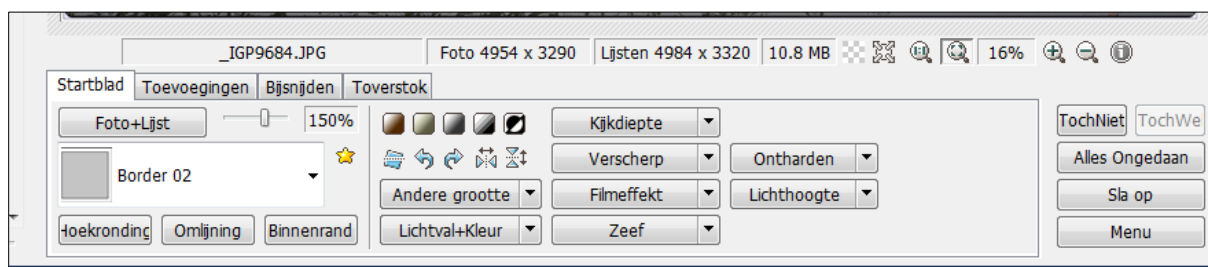 _IGP9684.JPG Foto 4954 x 3290 Lijsten 4984 x 3320 10.8 MB 1:1 16%
Startblad Toevoegingen Bijsnijden Toverstok
Foto+Lijst 150% Kijkdiepte TochNiet TochWe
Border 02 Verscherp Ontharden Alles Ongedaan
Andere grootte Filmeffekt Lichthoogte Sla op
Hoekronding Omlijning Binnenrand Lichtval+Kleur Zeef Menu